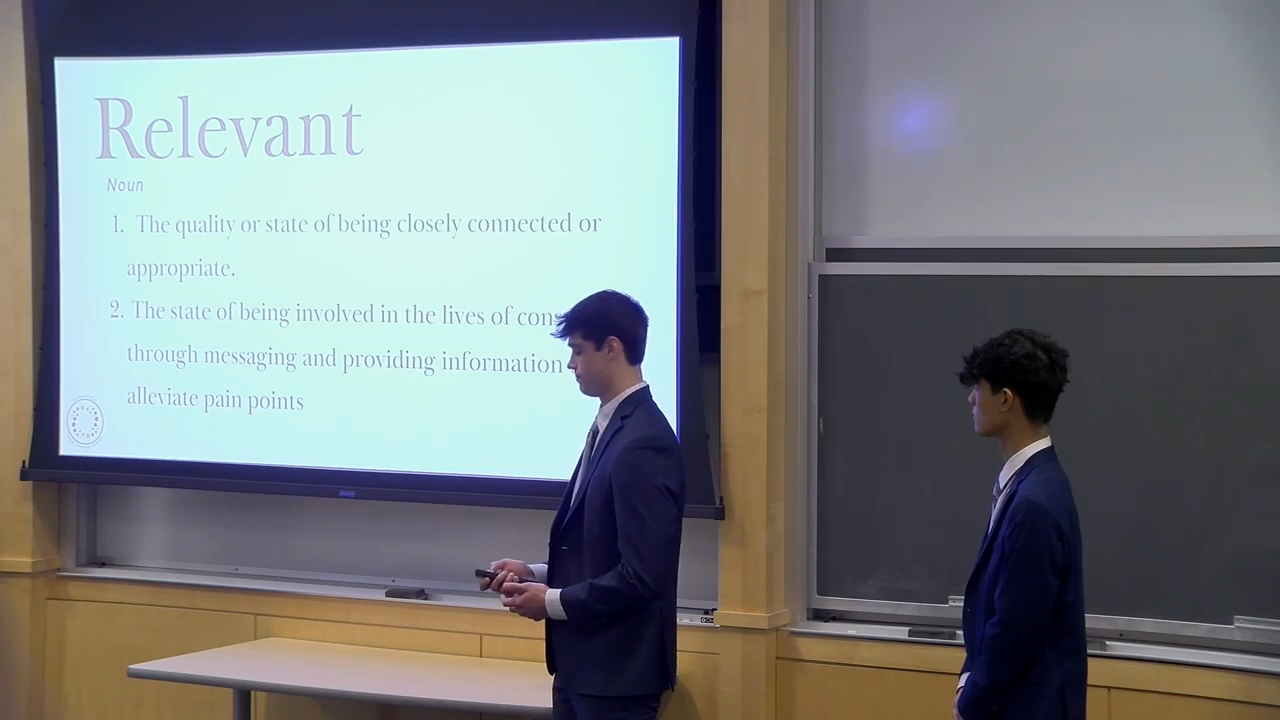 Relevant
Noun
1. The quality or state of being closely connected or
appropriate.
2. The state of being involved in the lives of
through messaging and providing information
alleviate pain points